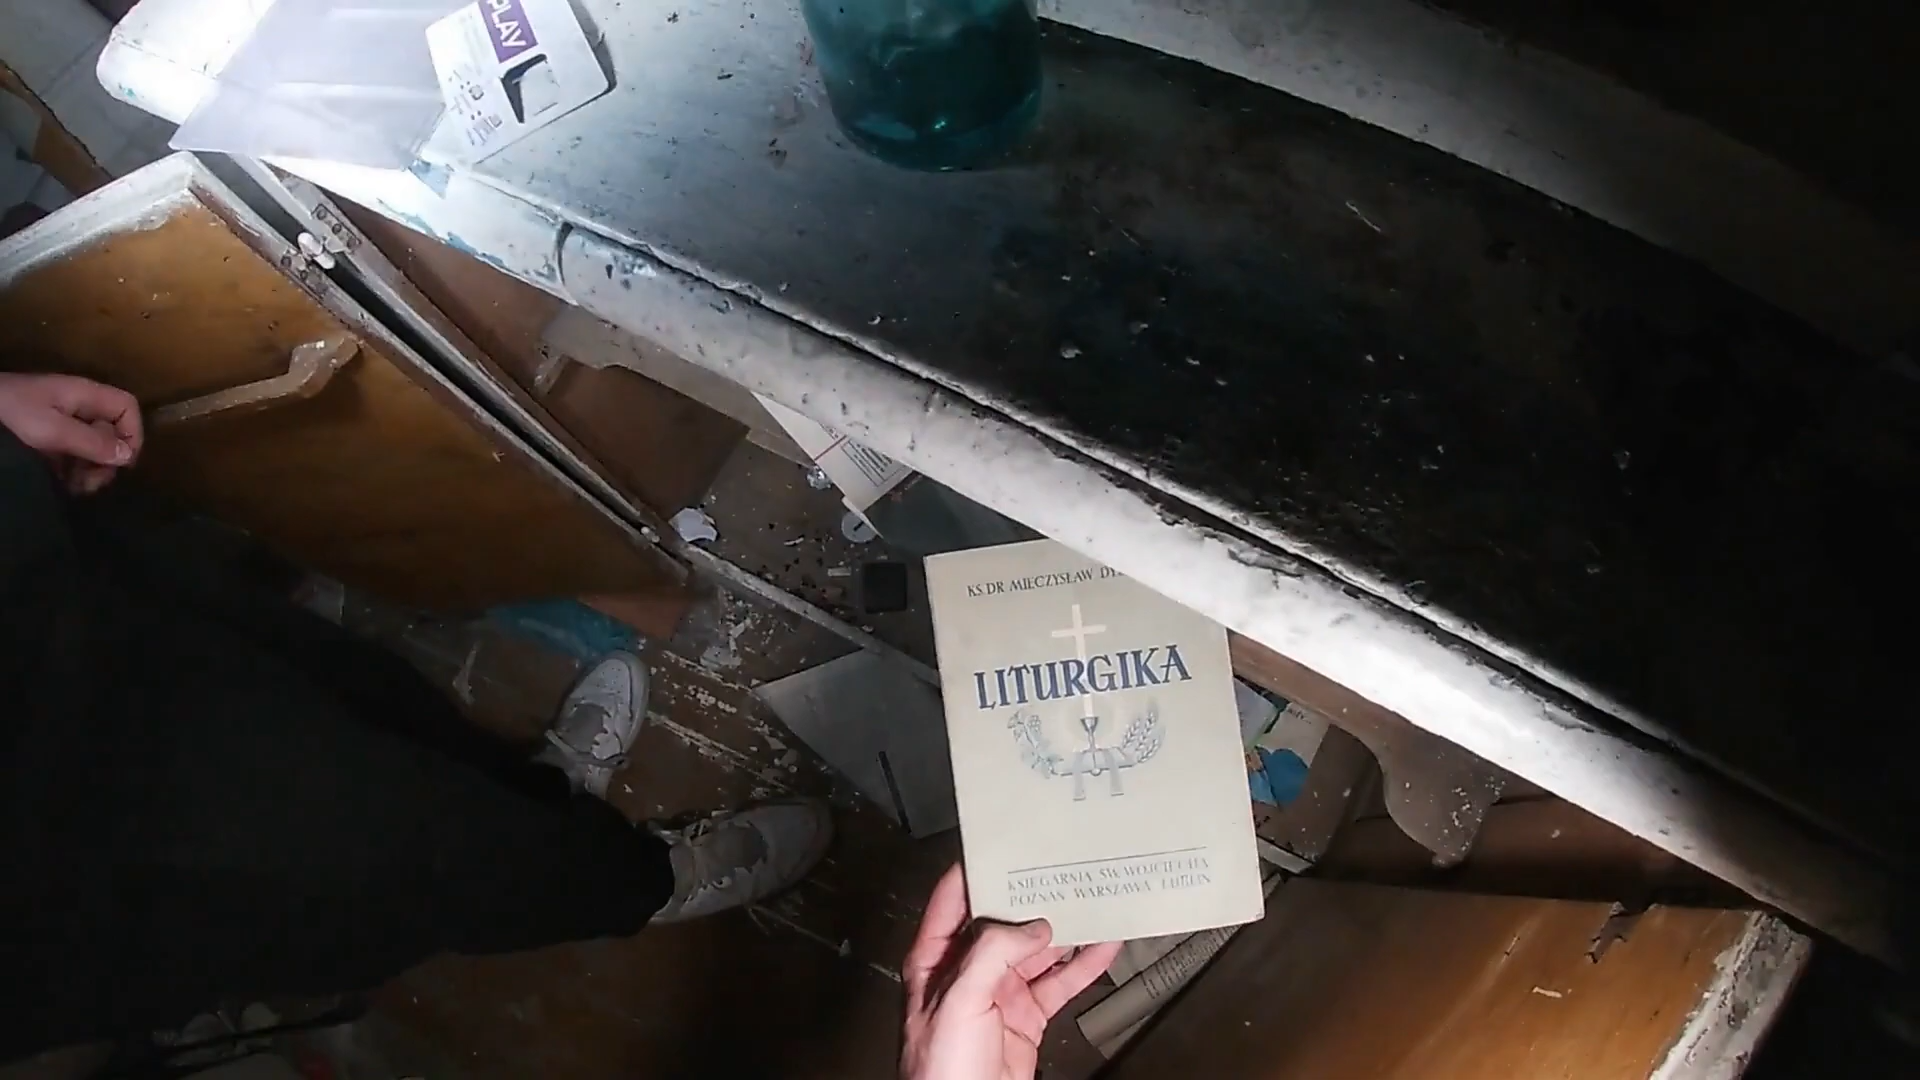 PLAY
KS. DR MIECZYSŁAW
LITURGIKA
KSIĘGARNIA ŚW. WOJCIECHA
POZNAŃ WARSZAWA LUBLIN